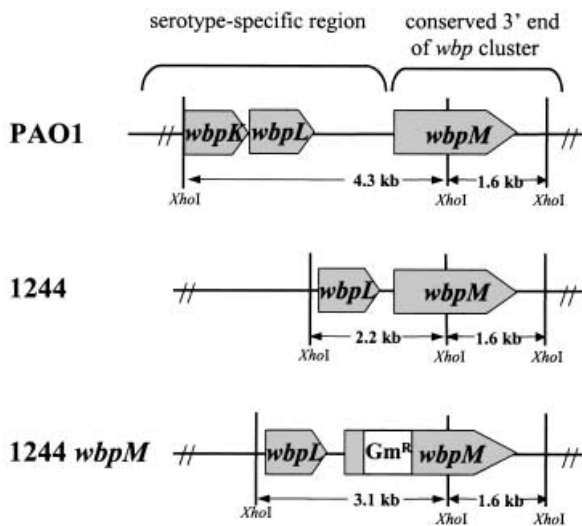 serotype-specific region
conserved 3' end
of wbp cluster
PAO1
// wbpK wbpL wbpM //
4.3 kb 1.6 kb
XhoI XhoI XhoI
1244
// wbpL wbpM //
2.2 kb 1.6 kb
XhoI XhoI XhoI
1244 wbpM
// wbpL Gm^R wbpM //
3.1 kb 1.6 kb
XhoI XhoI XhoI